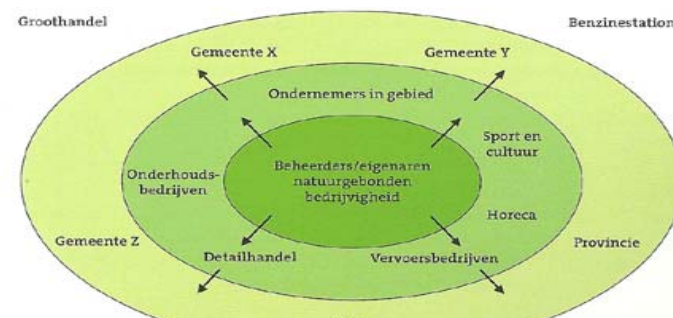 Groothandel
Benzinestation
Gemeente X
Gemeente Y
Ondernemers in gebied
Sport en
cultuur
Beheerders/eigenaren
natuurgebonden
bedrijvigheid
Onderhouds-
bedrijven
Horeca
Gemeente Z
Detailhandel
Vervoersbedrijven
Provincie